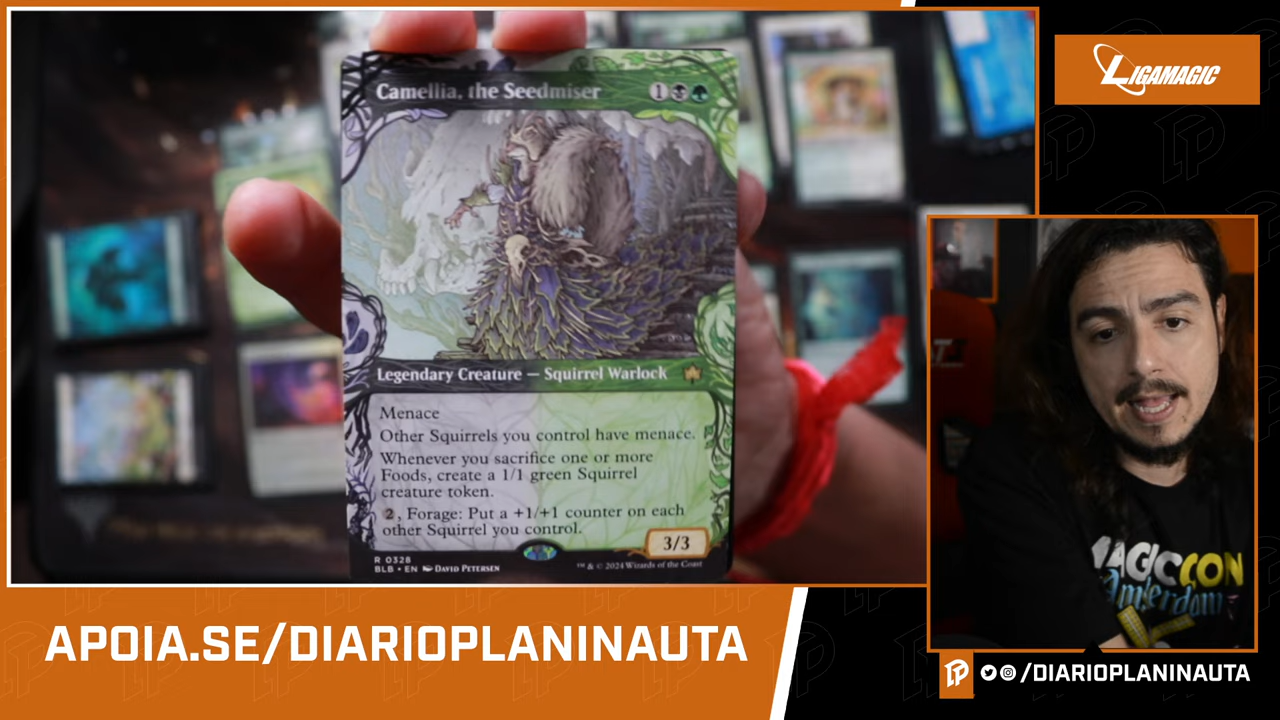 Camellia, the Seedmiser 1
Legendary Creature — Squirrel Warlock
Menace
Other Squirrels you control have menace.
Whenever you sacrifice one or more
Foods, create a 1/1 green Squirrel
creature token.
2, Forage: Put a +1/+1 counter on each
other Squirrel you control.
3/3
R 0328
BLB • EN DAVID PETERSEN
™ & © 2024 Wizards of the Coast
LIGAMAGIC
MAGICCON
Amsterdam
APOIA.SE/DIARIOPLANINAUTA
/DIARIOPLANINAUTA